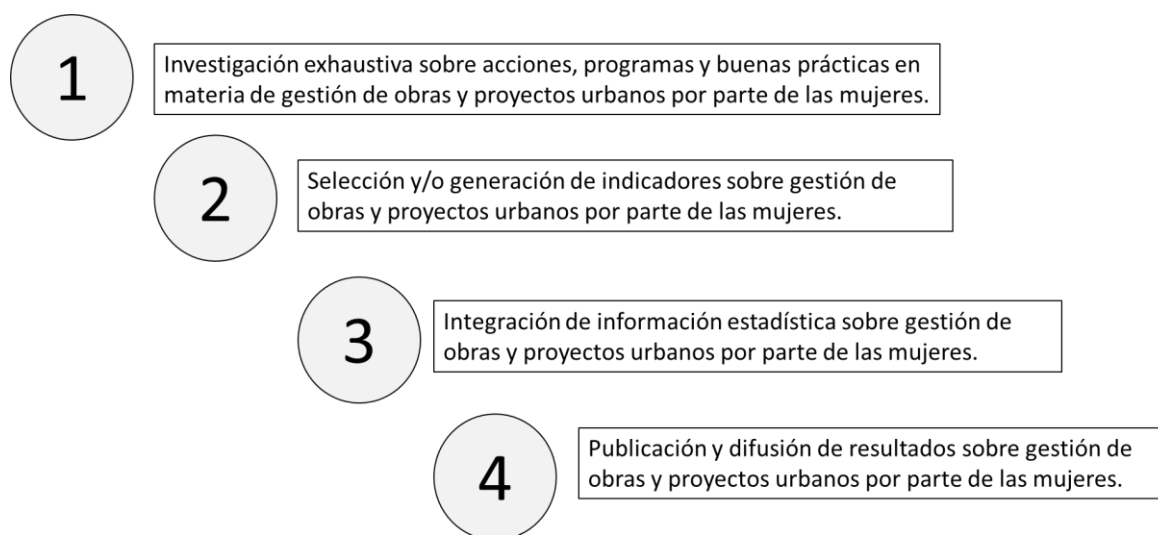 1
Investigación exhaustiva sobre acciones, programas y buenas prácticas en
materia de gestión de obras y proyectos urbanos por parte de las mujeres.
2
Selección y/o generación de indicadores sobre gestión de
obras y proyectos urbanos por parte de las mujeres.
3
Integración de información estadística sobre gestión de
obras y proyectos urbanos por parte de las mujeres.
4
Publicación y difusión de resultados sobre gestión de
obras y proyectos urbanos por parte de las mujeres.